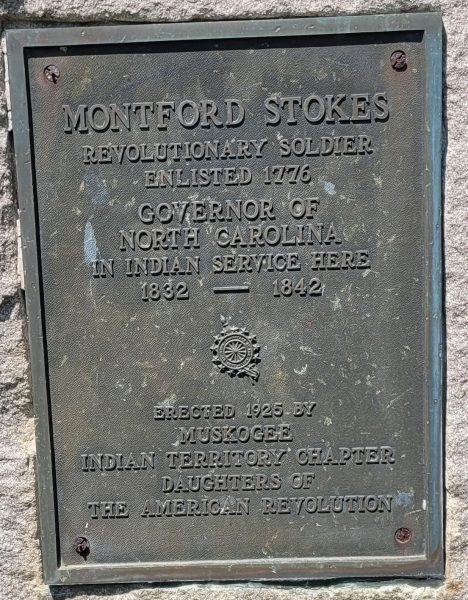 MONTFORD STOKES
REVOLUTIONARY SOLDIER
ENLISTED 1776
GOVERNOR OF
NORTH CAROLINA
IN INDIAN SERVICE HERE
1832 — 1842
ERECTED 1925 BY
MUSKOGEE
INDIAN TERRITORY CHAPTER
DAUGHTERS OF
THE AMERICAN REVOLUTION